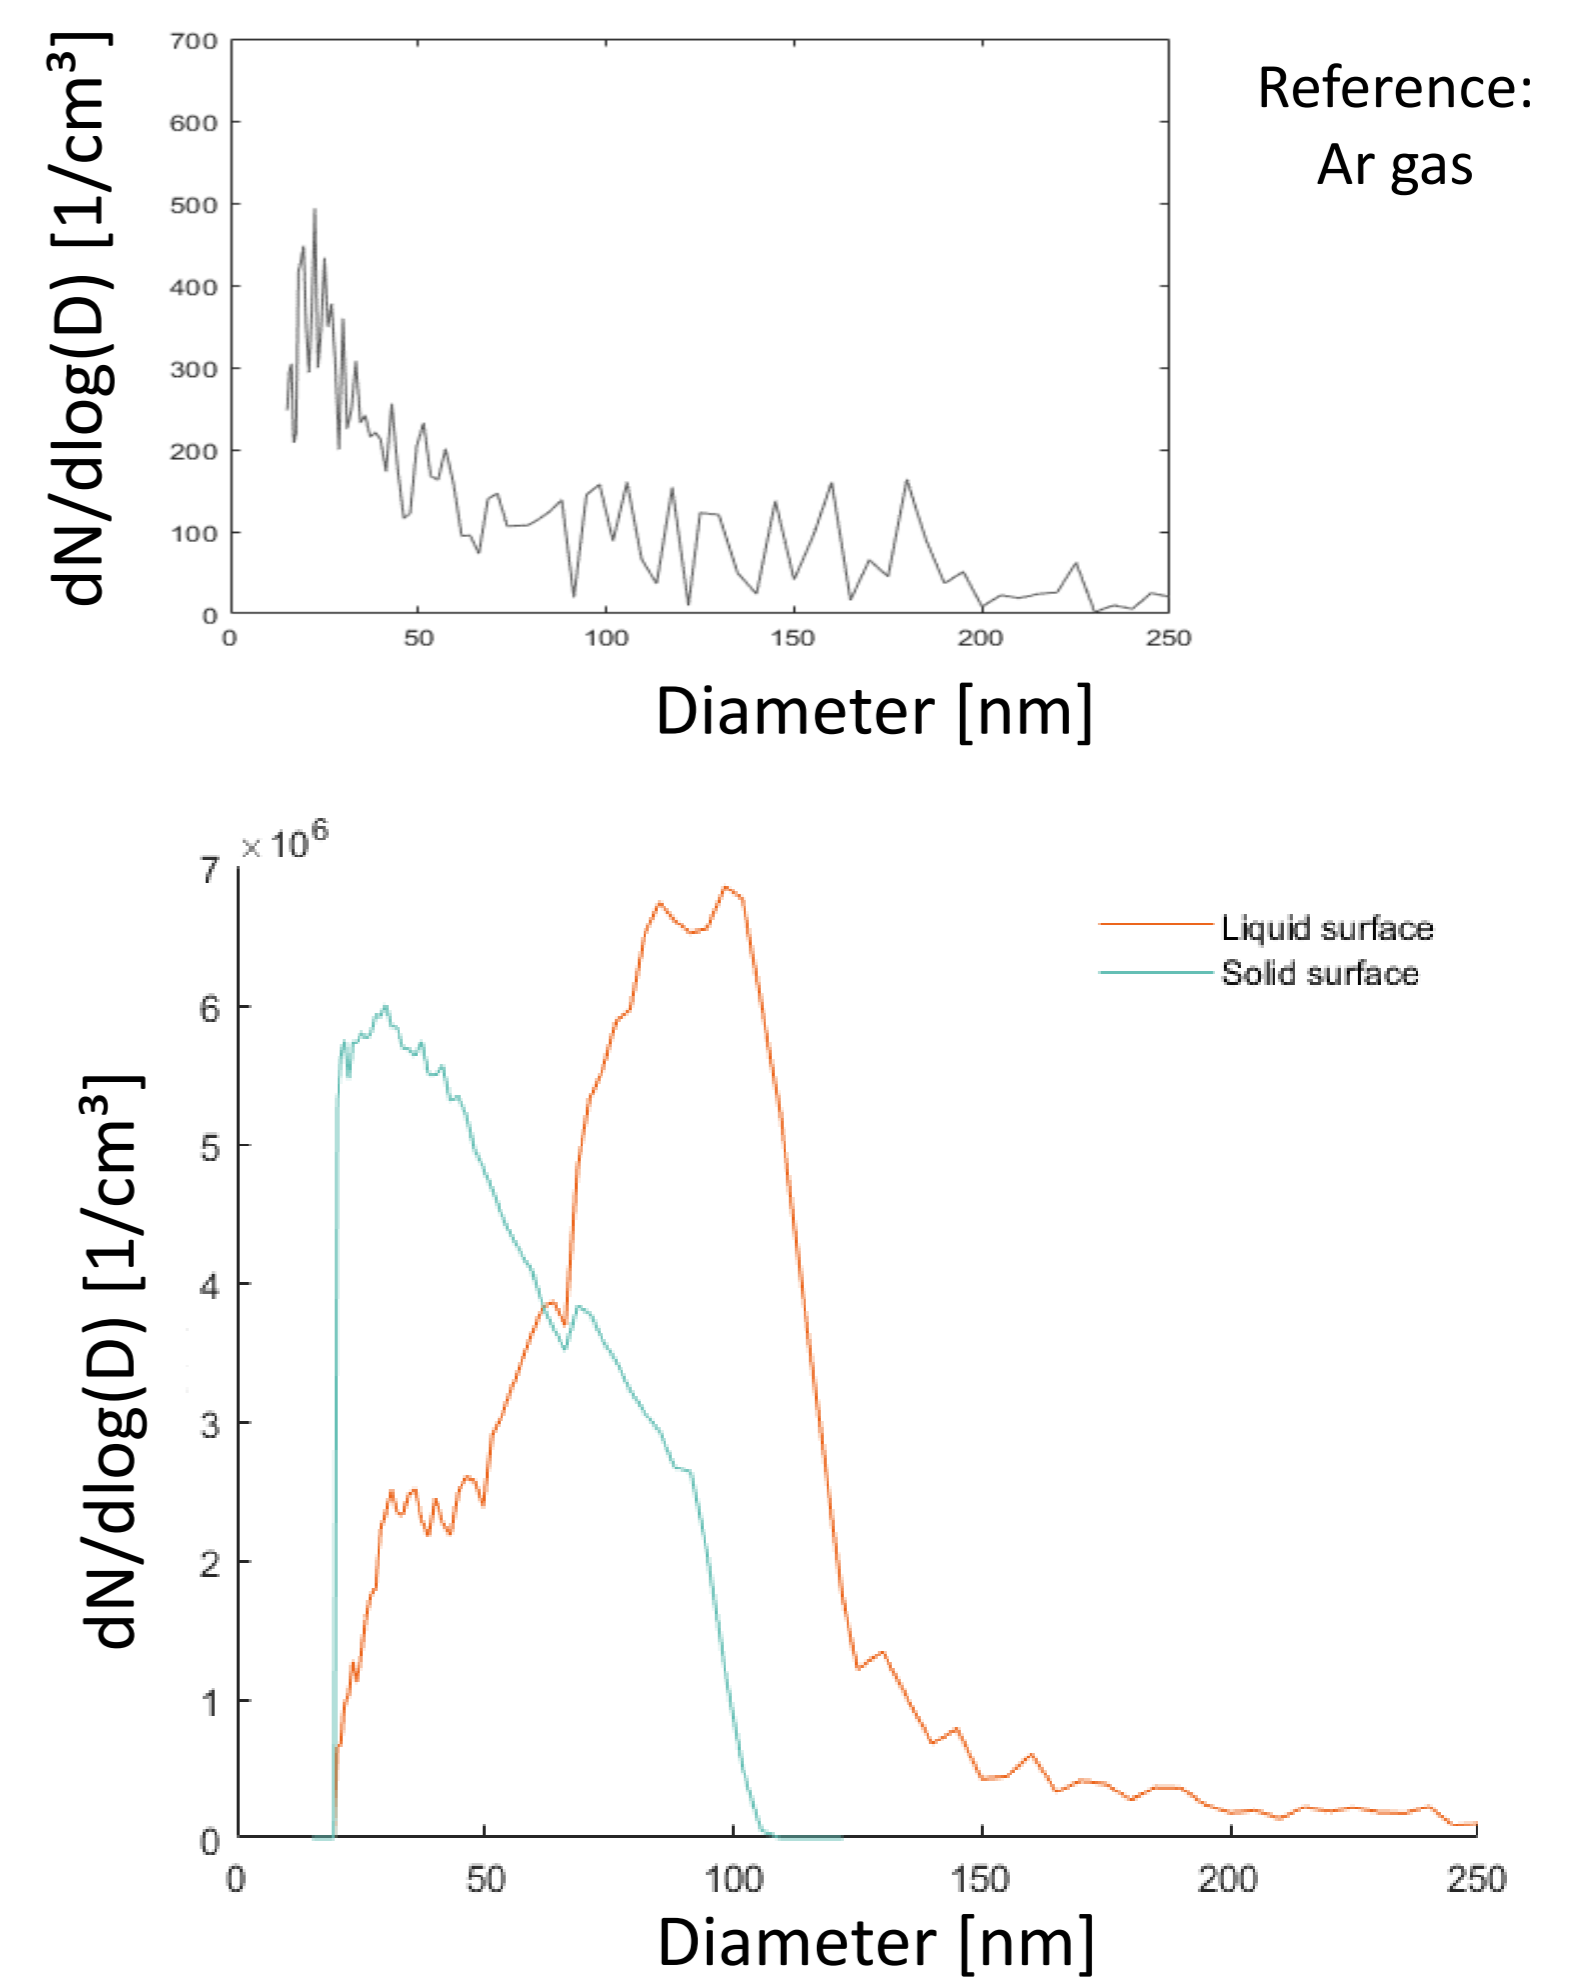 Reference:
Ar gas
dN/dlog(D) [1/cm³]
700
600
500
400
300
200
100
0
0 50 100 150 200 250
Diameter [nm]
×10⁶
Liquid surface
Solid surface
dN/dlog(D) [1/cm³]
7
6
5
4
3
2
1
0
0 50 100 150 200 250
Diameter [nm]